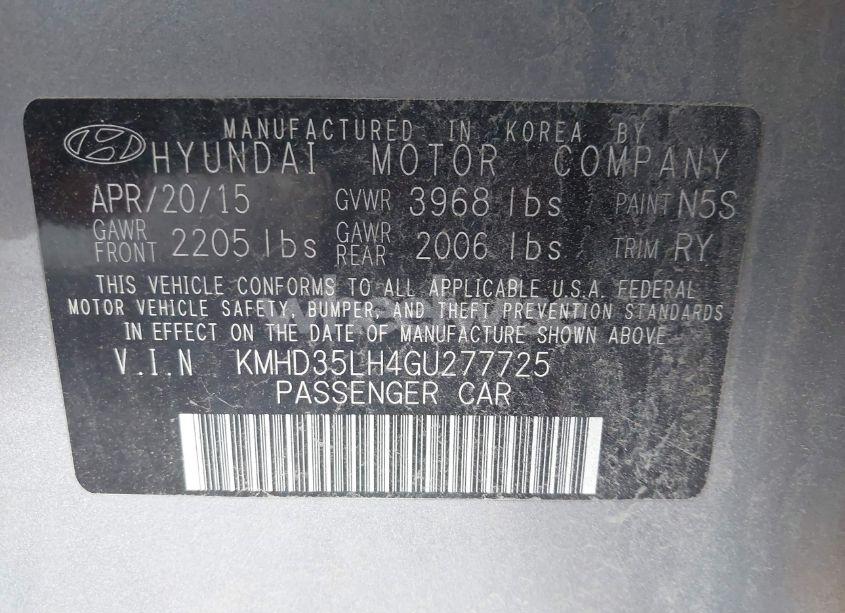 MANUFACTURED IN KOREA BY
HYUNDAI MOTOR COMPANY
APR/20/15 GVWR 3968 lbs PAINT N5S
GAWR FRONT 2205 lbs GAWR REAR 2006 lbs TRIM RY
THIS VEHICLE CONFORMS TO ALL APPLICABLE U.S.A. FEDERAL
MOTOR VEHICLE SAFETY, BUMPER, AND THEFT PREVENTION STANDARDS
IN EFFECT ON THE DATE OF MANUFACTURE SHOWN ABOVE
V.I.N KMHD35LH4GU277725
PASSENGER CAR